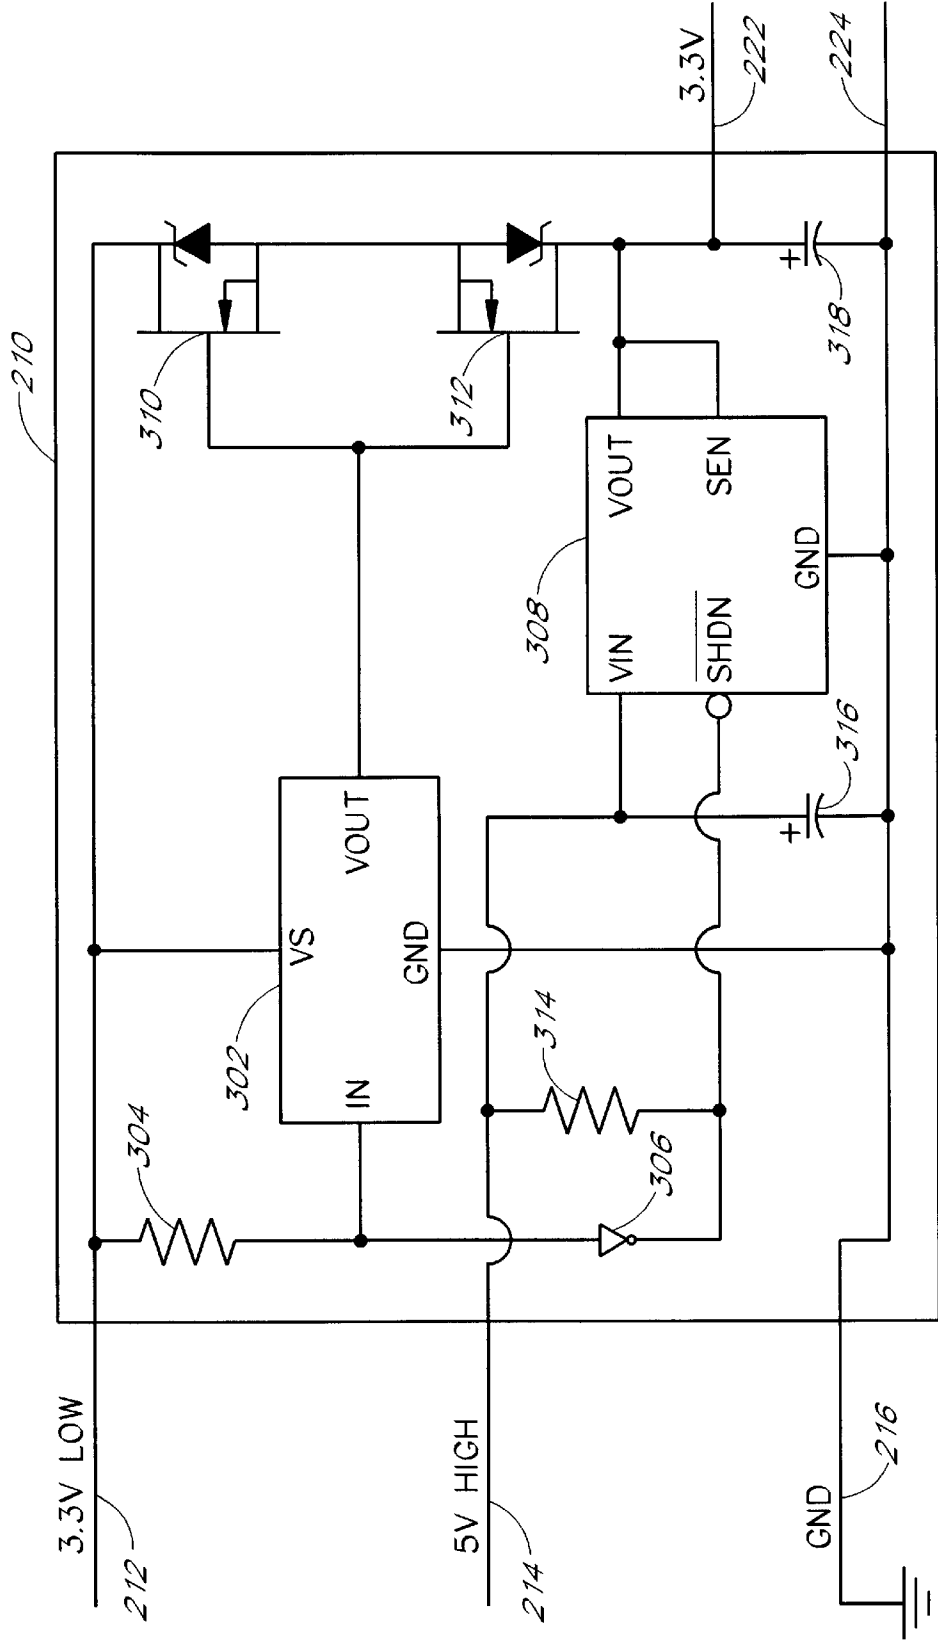 210
3.3V LOW
212
304
302
VS
IN
VOUT
GND
310
312
5V HIGH
214
314
306
308
VIN
VOUT
SHDN
SEN
GND
316
318
3.3V
222
224
GND
216